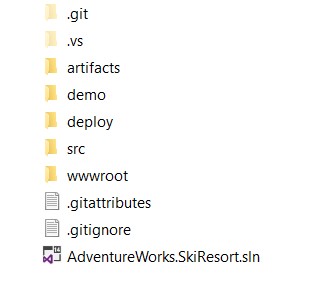 .git
.vs
artifacts
demo
deploy
src
wwwroot
.gitattributes
.gitignore
AdventureWorks.SkiResort.sln